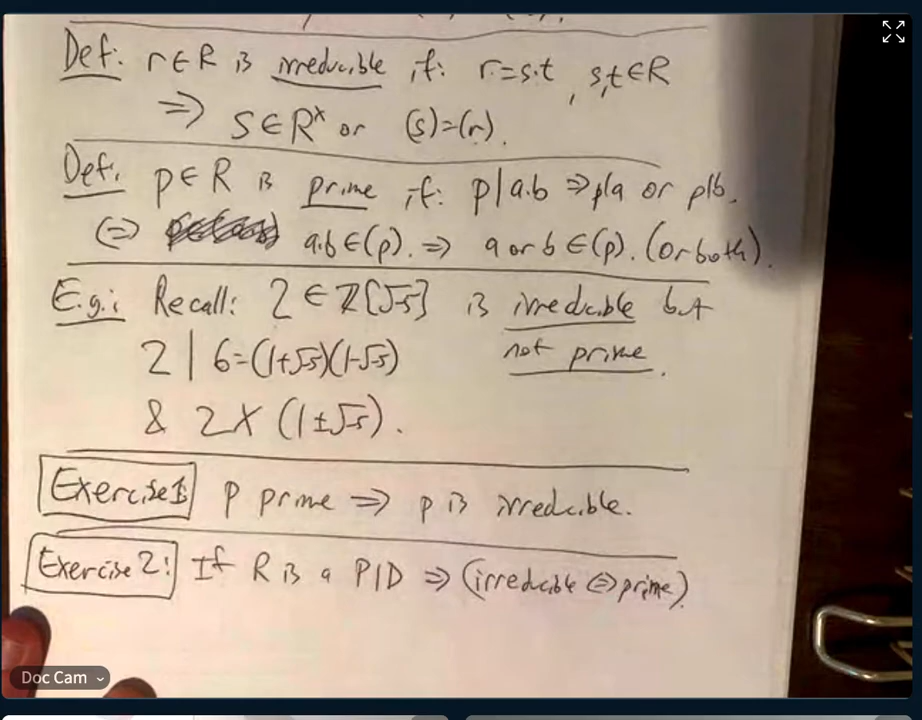 Def: r∈R is irreducible if: r=s·t, s,t∈R
⇒ s∈R^× or (s)=(r).
Def: p∈R is prime if: p|a·b ⇒ p|a or p|b.
⇔ a·b∈(p). ⇒ a or b∈(p). (or both).
E.g.: Recall: 2∈ℤ[√-5] is irreducible but
2 | 6=(1+√-5)(1-√-5) not prime.
& 2∤(1±√-5).
Exercise 1: p prime ⇒ p is irreducible.
Exercise 2: If R is a PID ⇒ (irreducible ⇔ prime).
Doc Cam